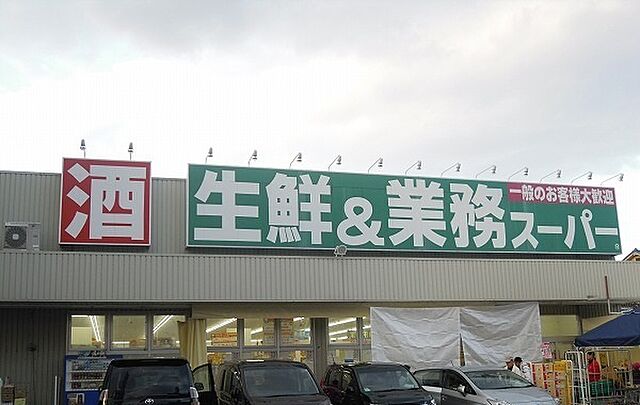 酒
生鮮&業務スーパー
一般のお客様大歓迎